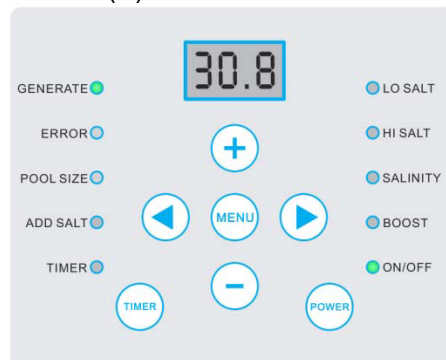 30.8
GENERATE
ERROR
POOL SIZE
ADD SALT
TIMER
LO SALT
HI SALT
SALINITY
BOOST
ON/OFF
+
MENU
−
TIMER
POWER